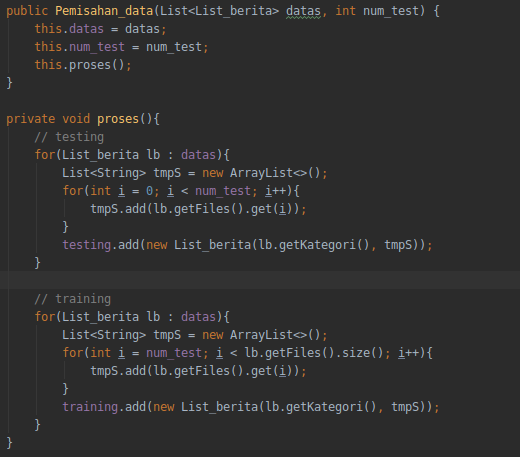 public Pemisahan_data(List<List_berita> datas, int num_test) {
    this.datas = datas;
    this.num_test = num_test;
    this.proses();
}

private void proses(){
    // testing
    for(List_berita lb : datas){
        List<String> tmpS = new ArrayList<>();
        for(int i = 0; i < num_test; i++){
            tmpS.add(lb.getFiles().get(i));
        }
        testing.add(new List_berita(lb.getKategori(), tmpS));
    }

    // training
    for(List_berita lb : datas){
        List<String> tmpS = new ArrayList<>();
        for(int i = num_test; i < lb.getFiles().size(); i++){
            tmpS.add(lb.getFiles().get(i));
        }
        training.add(new List_berita(lb.getKategori(), tmpS));
    }
}